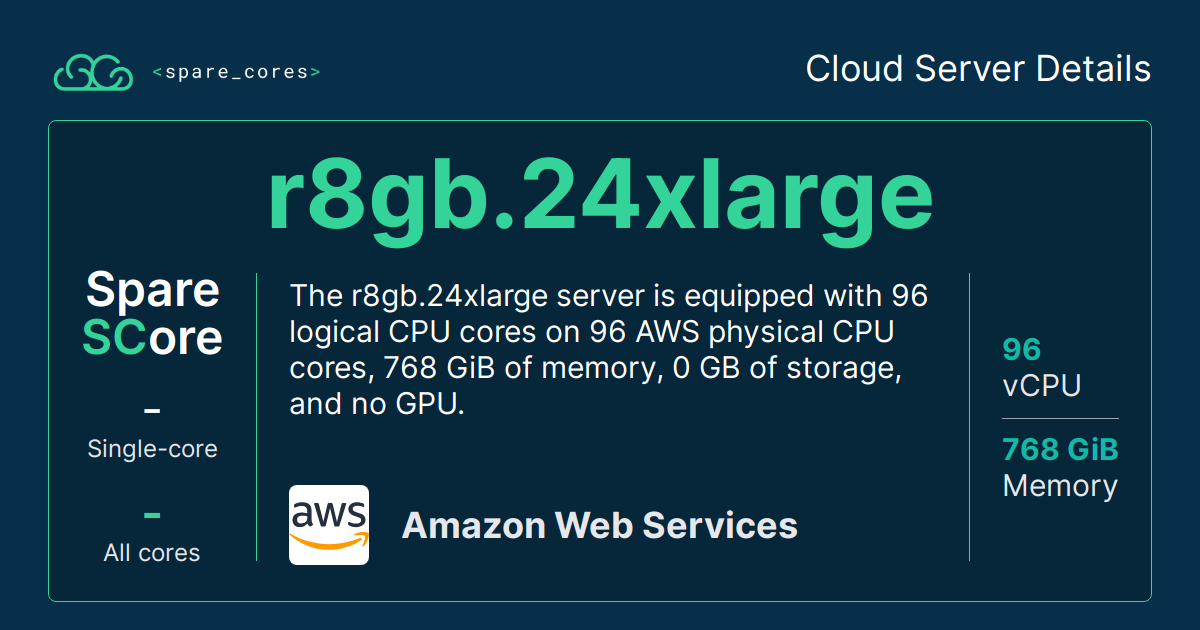 <spare_cores>
Cloud Server Details
r8gb.24xlarge
Spare
SCore
-
Single-core
-
All cores
The r8gb.24xlarge server is equipped with 96
logical CPU cores on 96 AWS physical CPU
cores, 768 GiB of memory, 0 GB of storage,
and no GPU.
aws
Amazon Web Services
96
vCPU
768 GiB
Memory